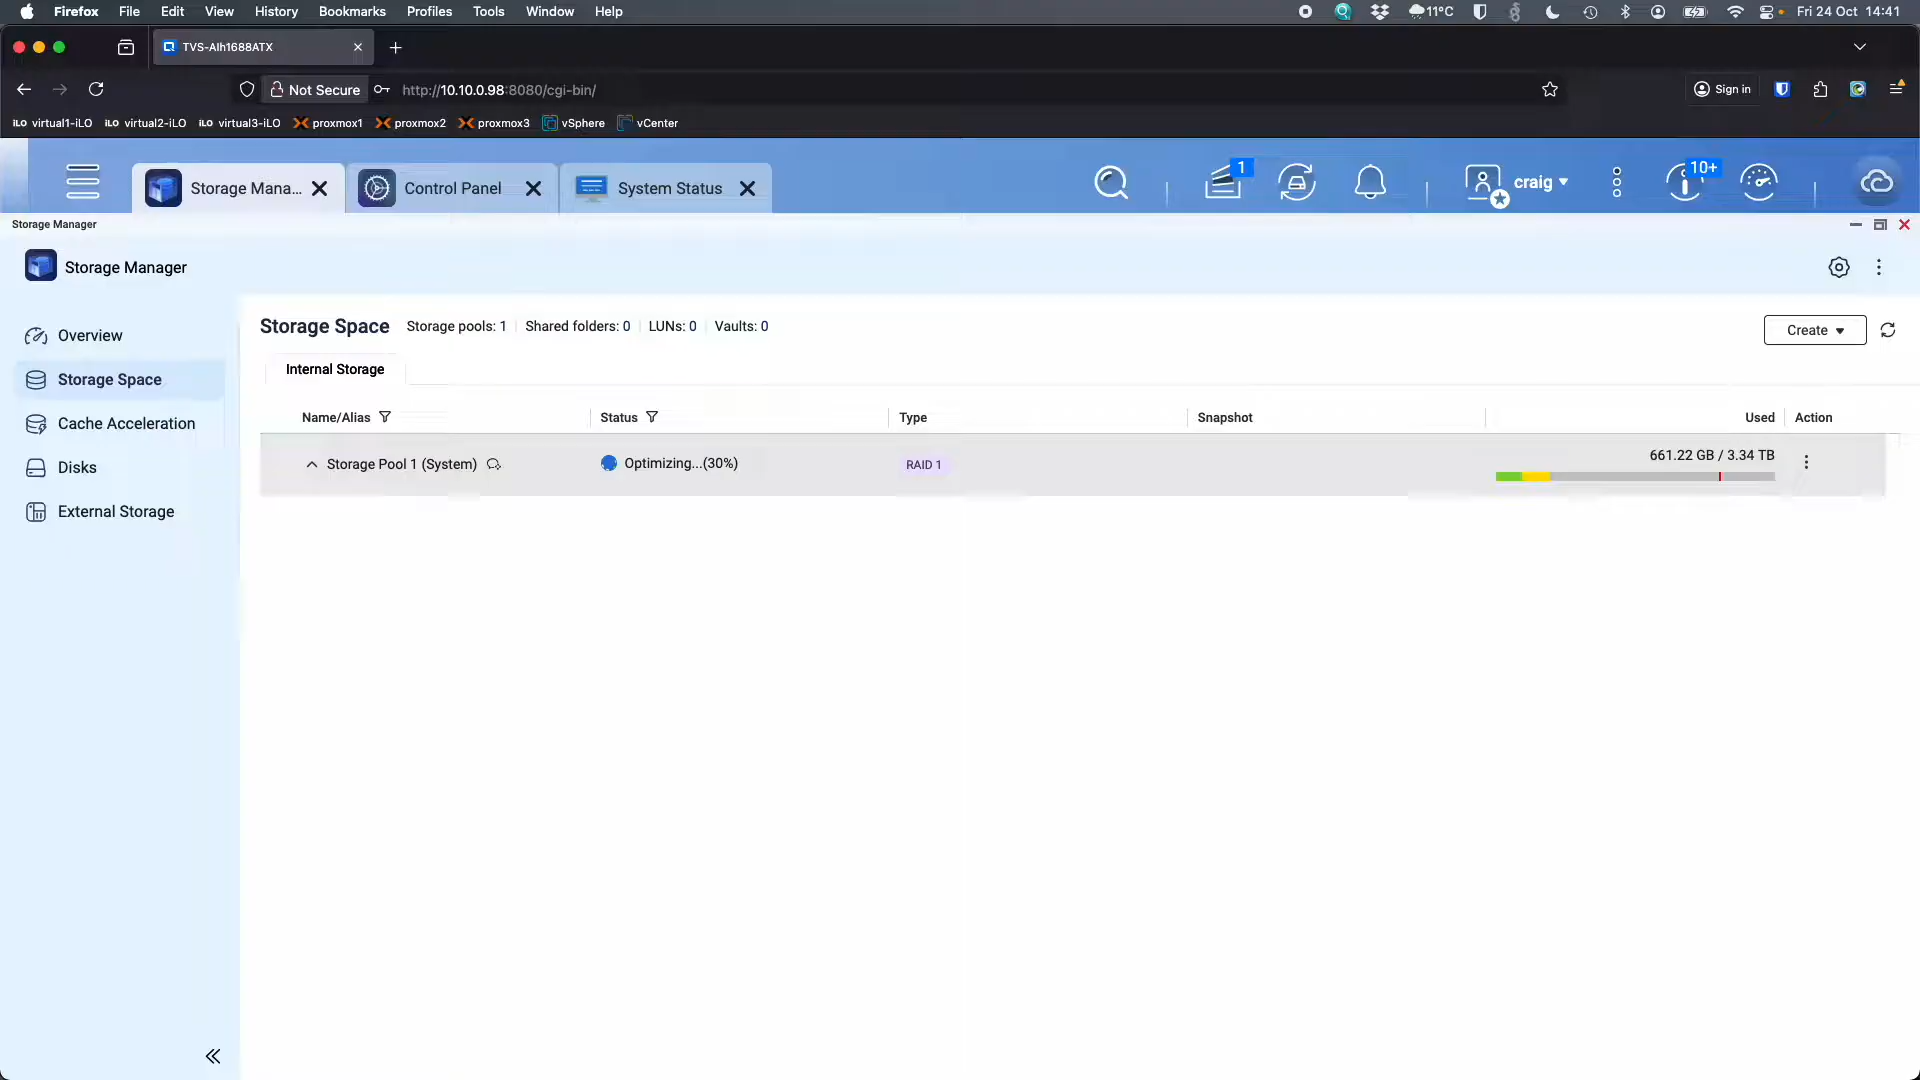 Firefox File Edit View History Bookmarks Profiles Tools Window Help 11°C Fri 24 Oct 14:41
TVS-AIh1688ATX
Not Secure http://10.10.0.98:8080/cgi-bin/ Sign in
iLO virtual1-iLO iLO virtual2-iLO iLO virtual3-iLO proxmox1 proxmox2 proxmox3 vSphere vCenter
Storage Mana... Control Panel System Status 1 craig 10+
Storage Manager
Storage Manager
Overview
Storage Space
Cache Acceleration
Disks
External Storage
Storage Space Storage pools: 1 Shared folders: 0 LUNs: 0 Vaults: 0 Create
Internal Storage
Name/Alias Status Type Snapshot Used Action
Storage Pool 1 (System) Optimizing...(30%) RAID 1 661.22 GB / 3.34 TB